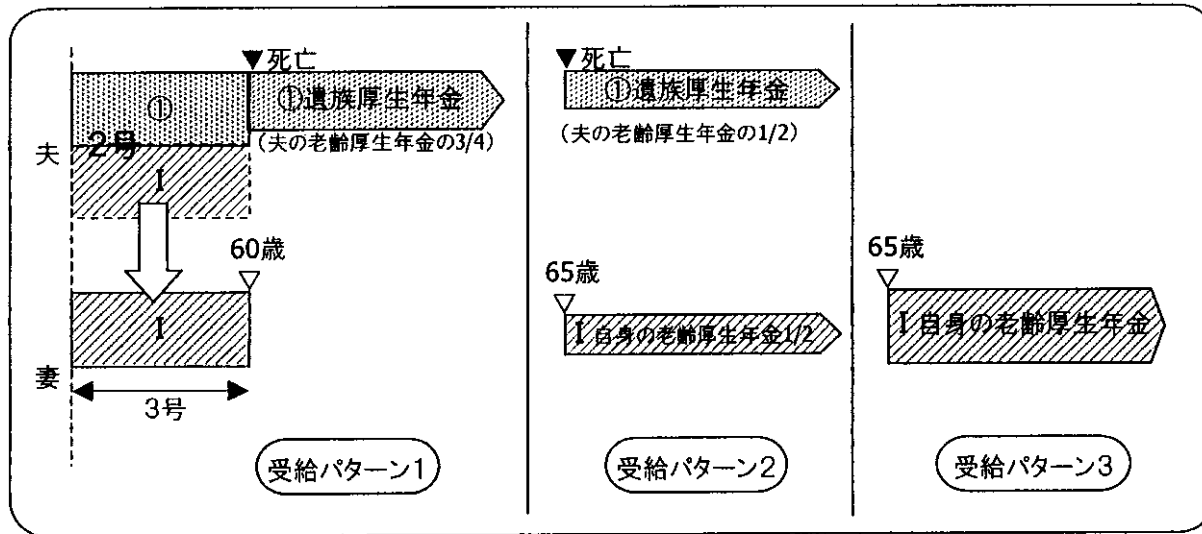 ▼死亡
①
①遺族厚生年金
(夫の老齢厚生年金の3/4)
夫
2号
I
60歳
▽
I
妻
3号
受給パターン1
▼死亡
①遺族厚生年金
(夫の老齢厚生年金の1/2)
65歳
▽
I 自身の老齢厚生年金1/2
受給パターン2
65歳
▽
I 自身の老齢厚生年金
受給パターン3